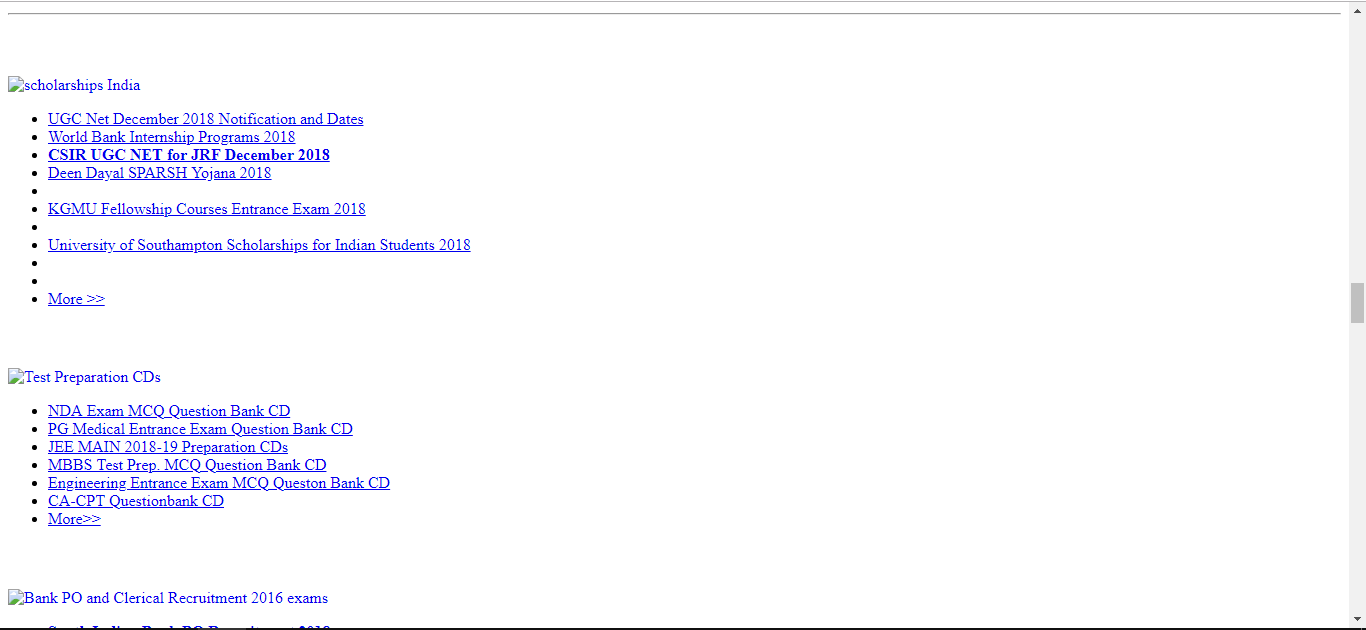 scholarships India
UGC Net December 2018 Notification and Dates
World Bank Internship Programs 2018
CSIR UGC NET for JRF December 2018
Deen Dayal SPARSH Yojana 2018
KGMU Fellowship Courses Entrance Exam 2018
University of Southampton Scholarships for Indian Students 2018
More >>
Test Preparation CDs
NDA Exam MCQ Question Bank CD
PG Medical Entrance Exam Question Bank CD
JEE MAIN 2018-19 Preparation CDs
MBBS Test Prep. MCQ Question Bank CD
Engineering Entrance Exam MCQ Queston Bank CD
CA-CPT Questionbank CD
More>>
Bank PO and Clerical Recruitment 2016 exams